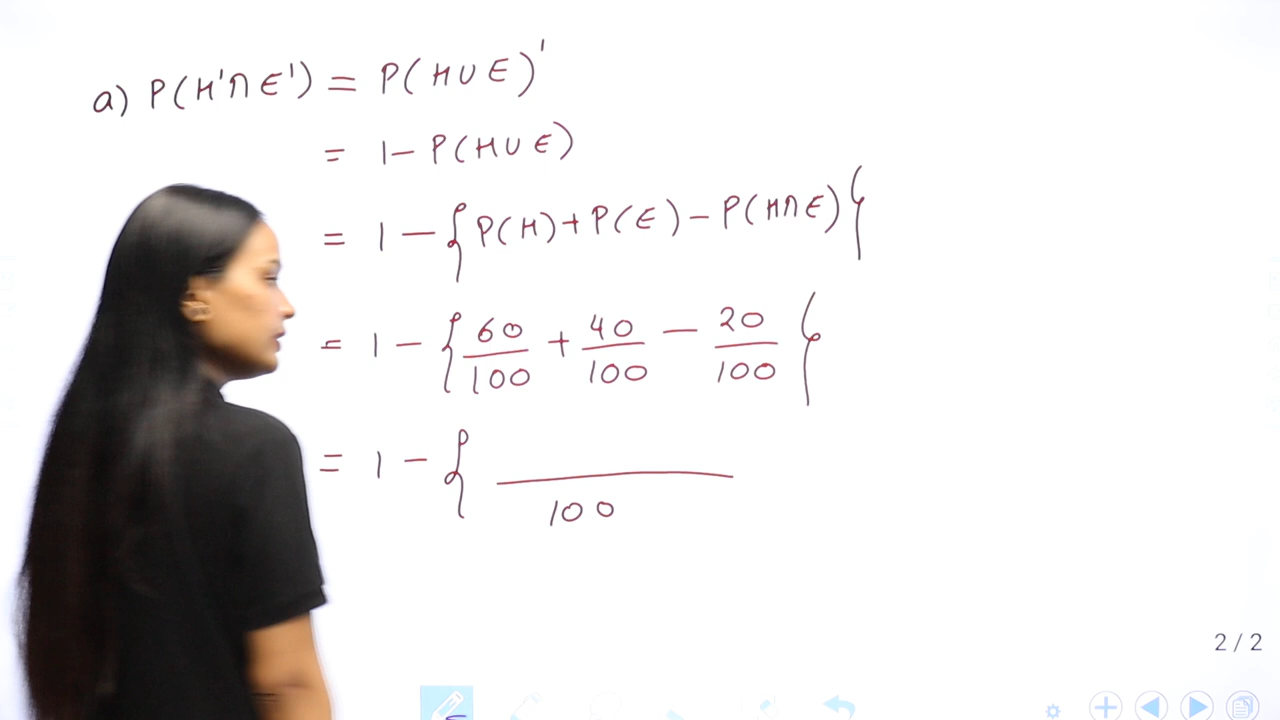 a) P(H'∩E') = P(H∪E)'
= 1 – P(H∪E)
= 1 – {P(H) + P(E) – P(H∩E)}
= 1 – {60/100 + 40/100 – 20/100}
= 1 – { /100
2 / 2